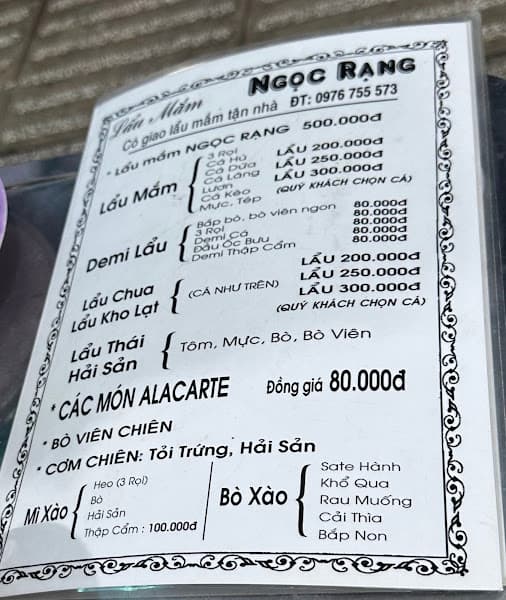 Lẩu Mắm
NGỌC RẠNG
Có giao lẩu mắm tận nhà ĐT: 0976 755 573
* Lẩu mắm NGỌC RẠNG 500.000đ
Lẩu Mắm
3 Rọi
Cá Hú
Cá Dứa
Cá Lăng
Lươn
Cá Kèo
Mực, Tép
LẨU 200.000đ
LẨU 250.000đ
LẨU 300.000đ
(QUÝ KHÁCH CHỌN CÁ)
Demi Lẩu
Bắp bò, bò viên ngon 80.000đ
3 Rọi 80.000đ
Demi Cá 80.000đ
Đầu Ốc Bưu 80.000đ
Demi Thập Cẩm 80.000đ
Lẩu Chua
Lẩu Kho Lạt
(CÁ NHƯ TRÊN)
LẨU 200.000đ
LẨU 250.000đ
LẨU 300.000đ
(QUÝ KHÁCH CHỌN CÁ)
Lẩu Thái
Hải Sản
Tôm, Mực, Bò, Bò Viên
* CÁC MÓN ALACARTE Đồng giá 80.000đ
* BÒ VIÊN CHIÊN
* CƠM CHIÊN: Tỏi Trứng, Hải Sản
Mì Xào
Heo (3 Rọi)
Bò
Hải Sản
Thập Cẩm : 100.000đ
Bò Xào
Sate Hành
Khổ Qua
Rau Muống
Cải Thìa
Bắp Non